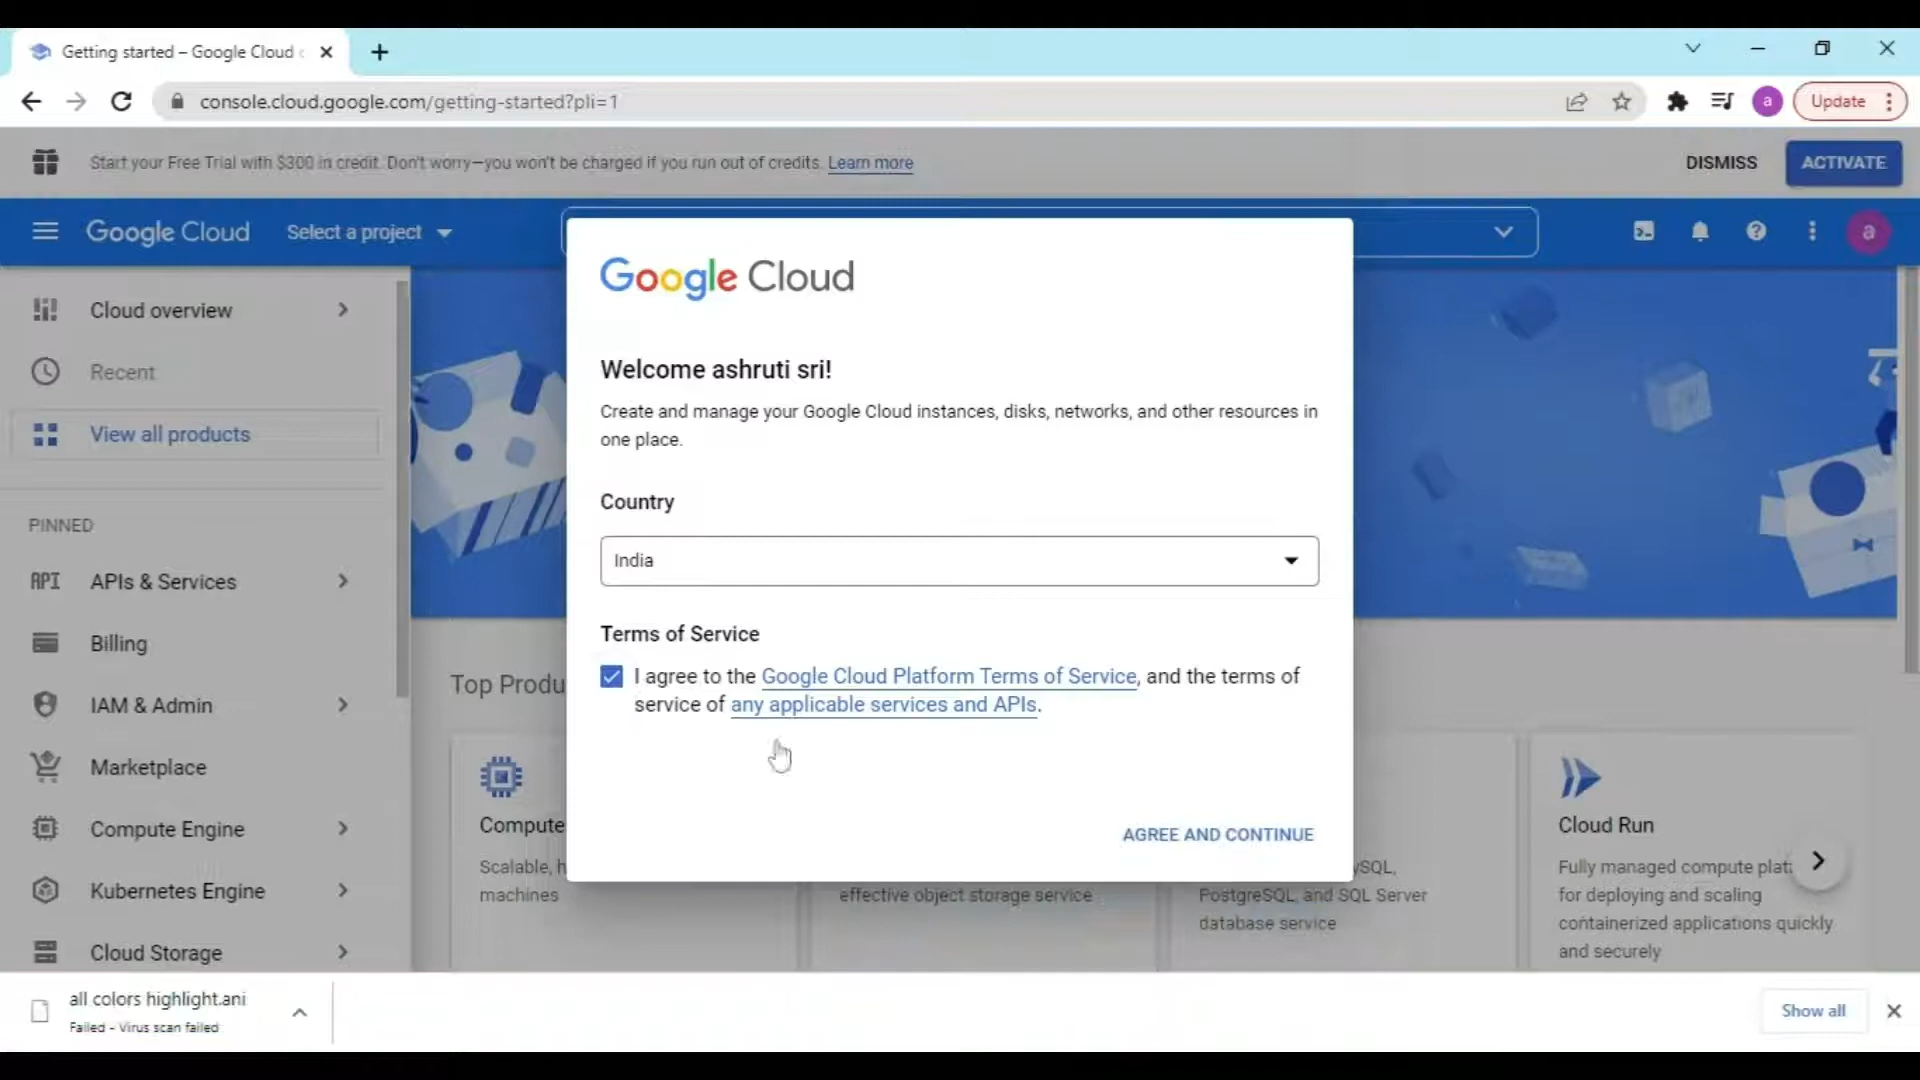 Getting started – Google Cloud
console.cloud.google.com/getting-started?pli=1
a
Update
Start your Free Trial with $300 in credit. Don't worry—you won't be charged if you run out of credits. Learn more
DISMISS
ACTIVATE
Google Cloud
Select a project
a
Cloud overview
Recent
View all products
PINNED
API APIs & Services
Billing
IAM & Admin
Marketplace
Compute Engine
Kubernetes Engine
Cloud Storage
Google Cloud
Welcome ashruti sri!
Create and manage your Google Cloud instances, disks, networks, and other resources in
one place.
Country
India
Terms of Service
I agree to the Google Cloud Platform Terms of Service, and the terms of
service of any applicable services and APIs.
AGREE AND CONTINUE
Top Produ
Compute
Scalable, h
machines
effective object storage service
ySQL,
PostgreSQL, and SQL Server
database service
Cloud Run
Fully managed compute plat
for deploying and scaling
containerized applications quickly
and securely
all colors highlight.ani
Failed - Virus scan failed
Show all